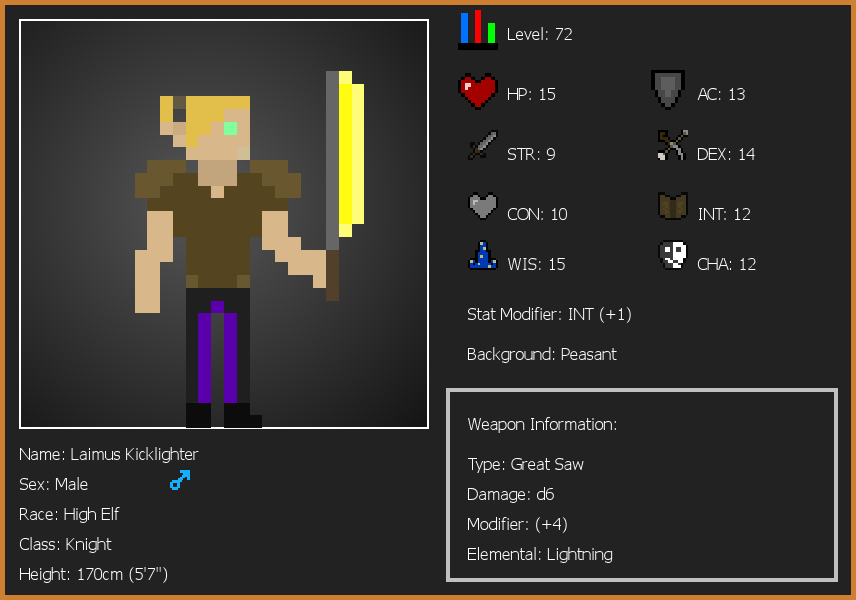 Level: 72
HP: 15
AC: 13
STR: 9
DEX: 14
CON: 10
INT: 12
WIS: 15
CHA: 12
Stat Modifier: INT (+1)
Background: Peasant
Weapon Information:
Type: Great Saw
Damage: d6
Modifier: (+4)
Elemental: Lightning
Name: Laimus Kicklighter
Sex: Male
Race: High Elf
Class: Knight
Height: 170cm (5'7")